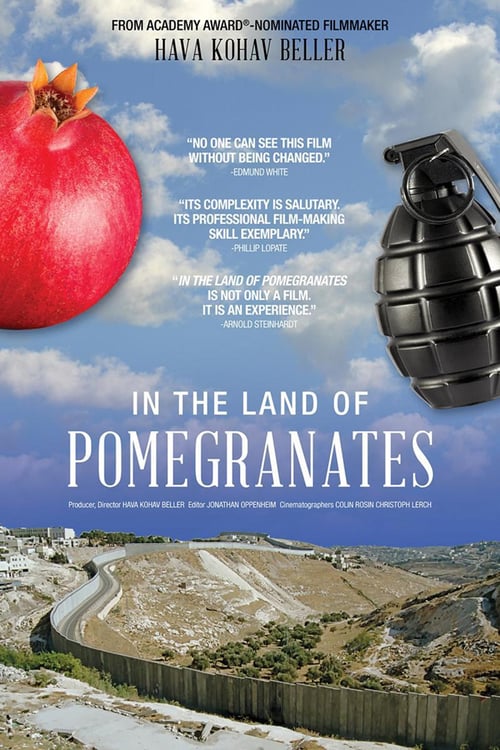 FROM ACADEMY AWARD®-NOMINATED FILMMAKER
HAVA KOHAV BELLER
“NO ONE CAN SEE THIS FILM
WITHOUT BEING CHANGED.”
-EDMUND WHITE
“ITS COMPLEXITY IS SALUTARY.
ITS PROFESSIONAL FILM-MAKING
SKILL EXEMPLARY.”
-PHILLIP LOPATE
“IN THE LAND OF POMEGRANATES
IS NOT ONLY A FILM.
IT IS AN EXPERIENCE.”
-ARNOLD STEINHARDT
IN THE LAND OF
POMEGRANATES
Producer, Director HAVA KOHAV BELLER Editor JONATHAN OPPENHEIM Cinematographers COLIN ROSIN CHRISTOPH LERCH